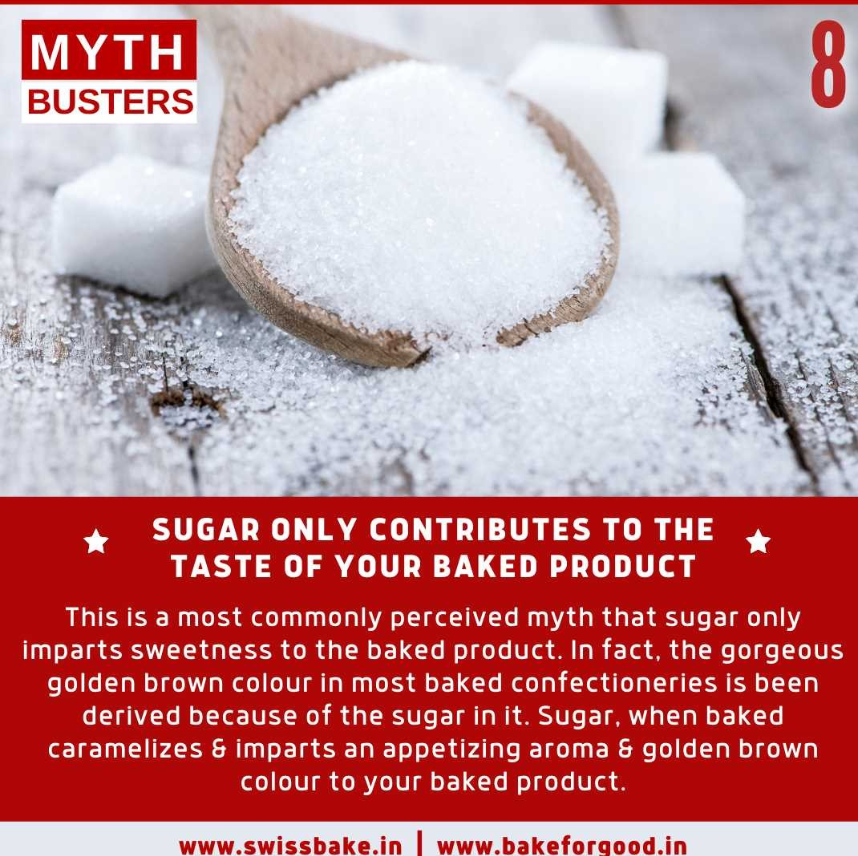 MYTH
BUSTERS
8
SUGAR ONLY CONTRIBUTES TO THE
TASTE OF YOUR BAKED PRODUCT
This is a most commonly perceived myth that sugar only
imparts sweetness to the baked product. In fact, the gorgeous
golden brown colour in most baked confectioneries is been
derived because of the sugar in it. Sugar, when baked
caramelizes & imparts an appetizing aroma & golden brown
colour to your baked product.
www.swissbake.in | www.bakeforgood.in